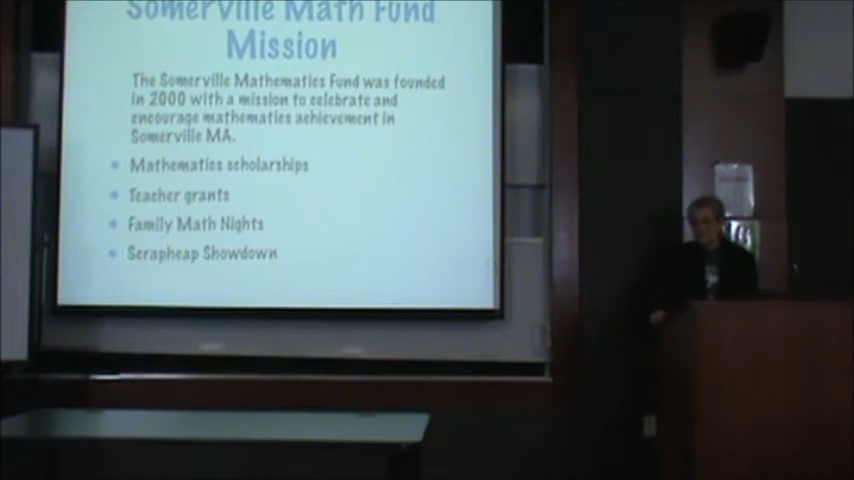 Somerville Math Fund
Mission
The Somerville Mathematics Fund was founded
in 2000 with a mission to celebrate and
encourage mathematics achievement in
Somerville MA.
Mathematics scholarships
Teacher grants
Family Math Nights
Scrapheap Showdown